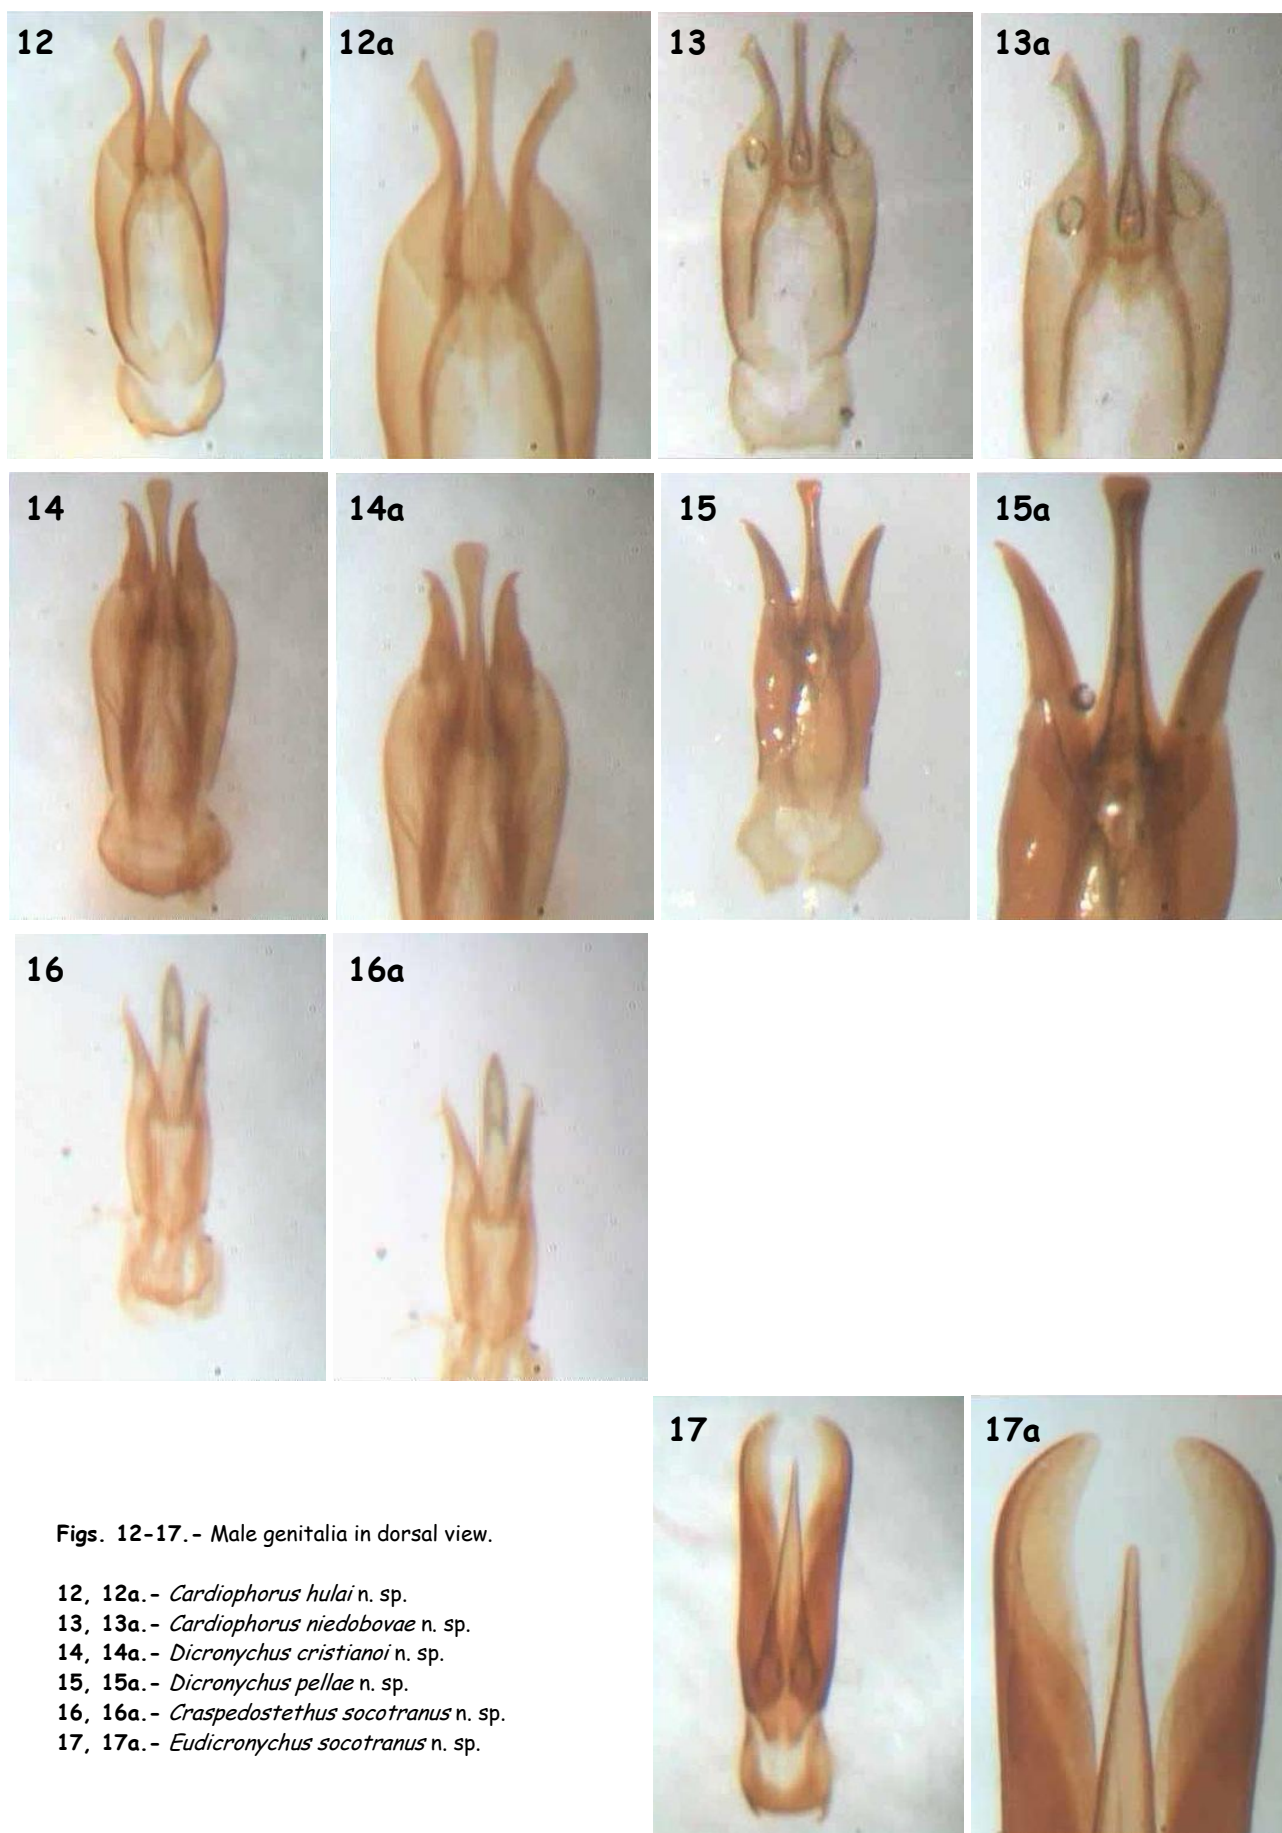 12
12a
13
13a
14
14a
15
15a
16
16a
17
17a
Figs. 12-17.- Male genitalia in dorsal view.
12, 12a.- Cardiophorus hulai n. sp.
13, 13a.- Cardiophorus niedobovae n. sp.
14, 14a.- Dicronychus cristianoi n. sp.
15, 15a.- Dicronychus pellae n. sp.
16, 16a.- Craspedostethus socotranus n. sp.
17, 17a.- Eudicronychus socotranus n. sp.